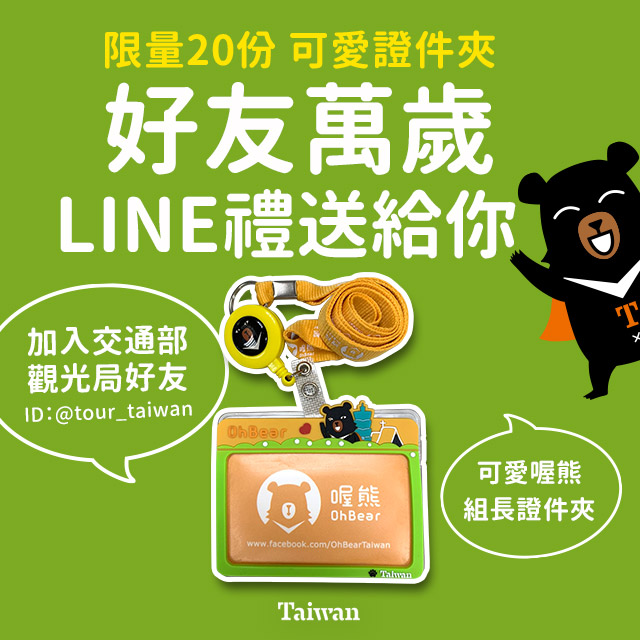 限量20份 可愛證件夾
好友萬歲
LINE禮送給你
加入交通部
觀光局好友
ID:@tour_taiwan
OhBear
喔熊
OhBear
www.facebook.com/OhBearTaiwan
Taiwan
可愛喔熊
組長證件夾
Taiwan